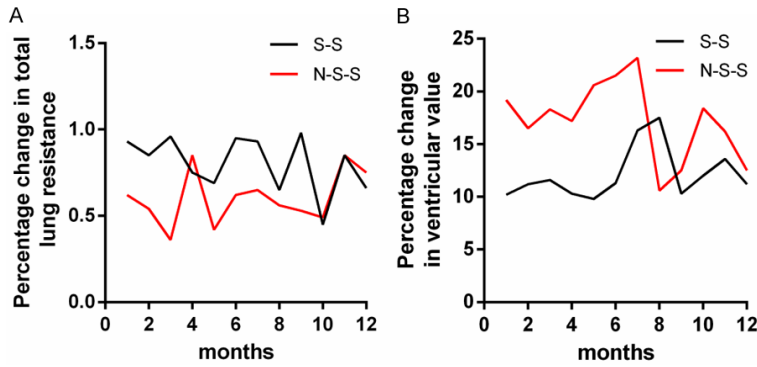 A
Percentage change in total
lung resistance
1.5
1.0
0.5
0.0
0 2 4 6 8 10 12
months
S-S
N-S-S
B
Percentage change
in ventricular value
25
20
15
10
5
0
0 2 4 6 8 10 12
months
S-S
N-S-S